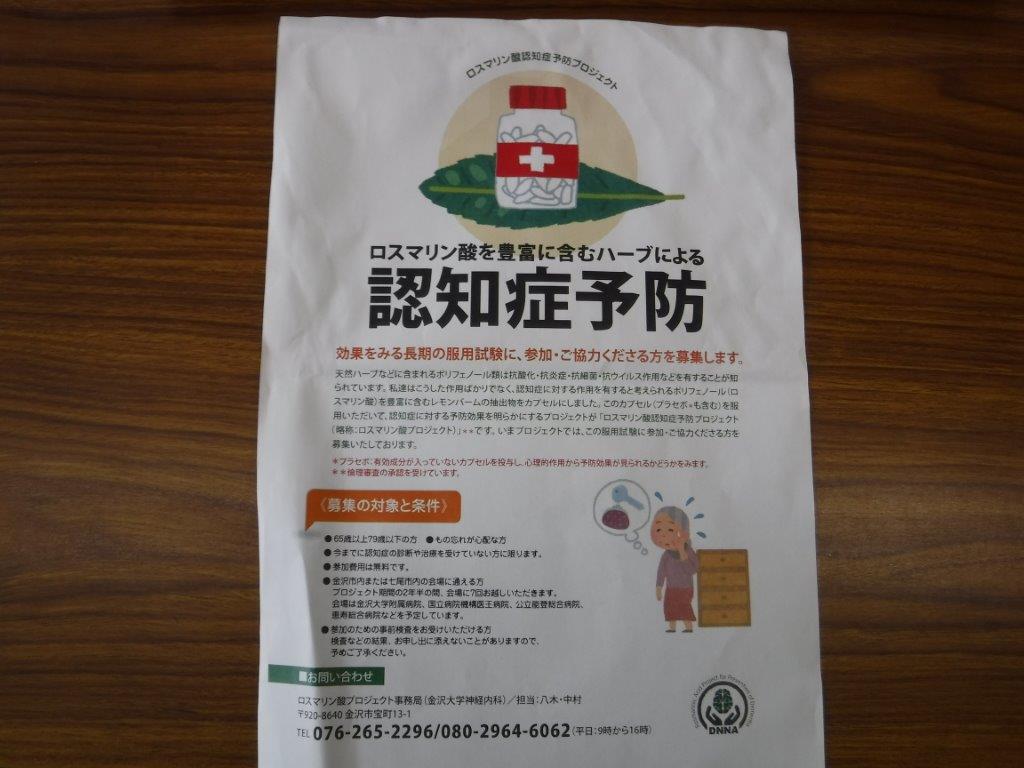 ロスマリン酸認知症予防プロジェクト
ロスマリン酸を豊富に含むハーブによる
認知症予防
効果をみる長期の服用試験に、参加・ご協力くださる方を募集します。
天然ハーブなどに含まれるポリフェノール類は抗酸化・抗炎症・抗細菌・抗ウイルス作用などを有することが知
られています。私達はこうした作用ばかりでなく、認知症に対する作用を有すると考えられるポリフェノール(ロ
スマリン酸)を豊富に含むレモンバームの抽出物をカプセルにしました。このカプセル(プラセボ*も含む)を服
用いただいて、認知症に対する予防効果を明らかにするプロジェクトが「ロスマリン酸認知症予防プロジェクト
(略称:ロスマリン酸プロジェクト)」**です。いまプロジェクトでは、この服用試験に参加・ご協力くださる方を
募集いたしております。
*プラセボ:有効成分が入っていないカプセルを投与し、心理的作用から予防効果が見られるかどうかをみます。
**倫理審査の承認を受けています。
《募集の対象と条件》
●65歳以上79歳以下の方 ●もの忘れが心配な方
●今までに認知症の診断や治療を受けていない方に限ります。
●参加費用は無料です。
●金沢市内または七尾市内の会場に通える方
プロジェクト期間の2年半の間、会場に7回お越しいただきます。
会場は金沢大学附属病院、国立病院機構医王病院、公立能登総合病院、
恵寿総合病院などを予定しています。
●参加のための事前検査をお受けいただける方
検査などの結果、お申し出に添えないことがありますので、
予めご了承ください。
■お問い合わせ
ロスマリン酸プロジェクト事務局(金沢大学神経内科)/担当:八木・中村
〒920-8640 金沢市宝町13-1
TEL 076-265-2296/080-2964-6062(平日:9時から16時)
Rosmarinic Acid Project for Prevention of Dementia
DNNA